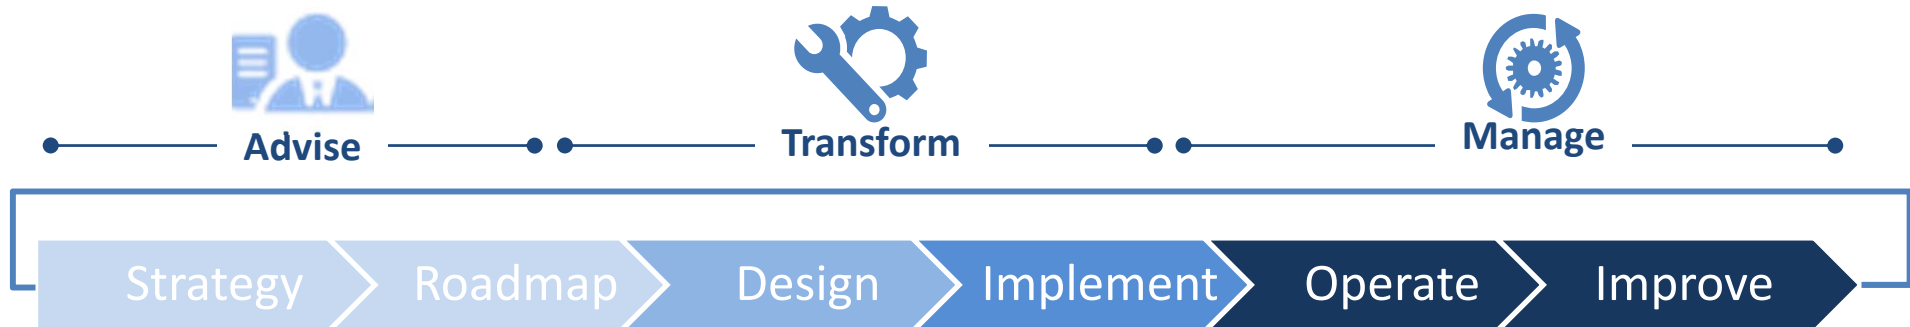 Advise
Transform
Manage
Strategy
Roadmap
Design
Implement
Operate
Improve